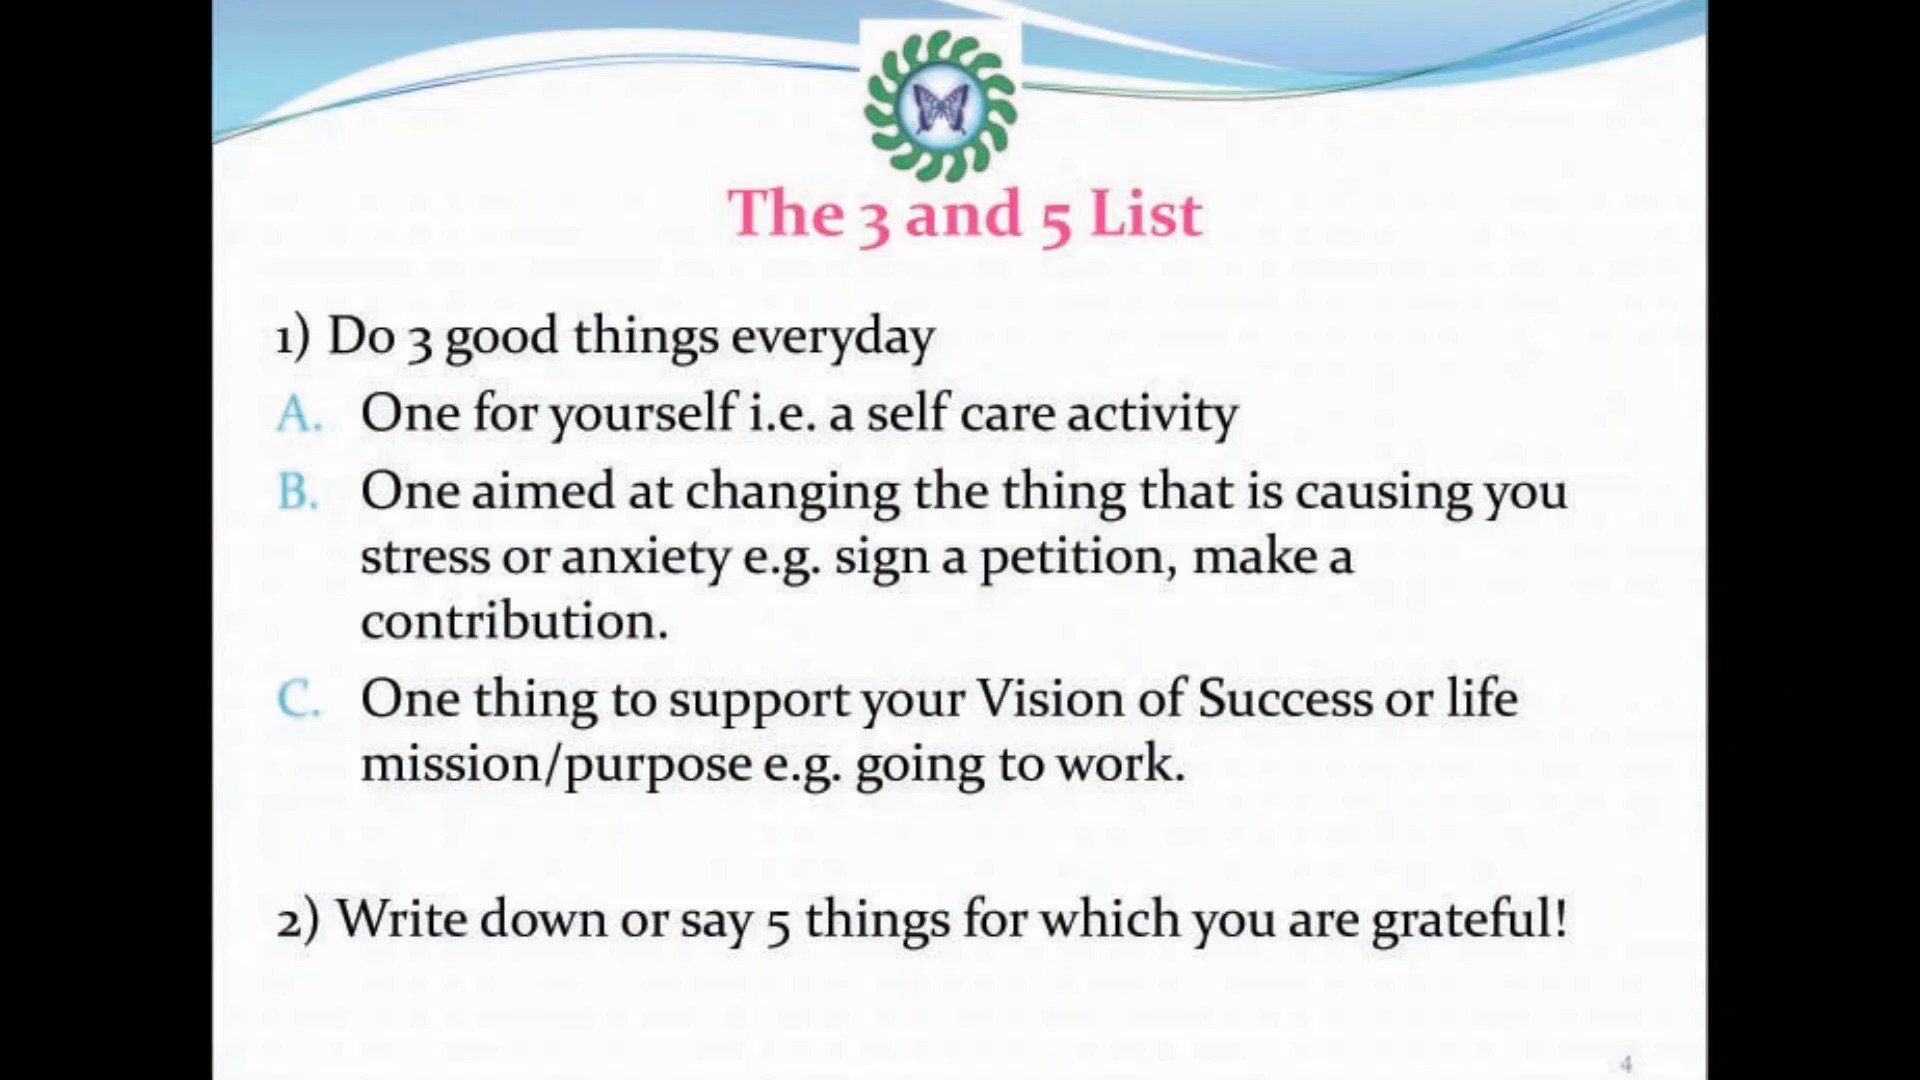 The 3 and 5 List
1) Do 3 good things everyday
A. One for yourself i.e. a self care activity
B. One aimed at changing the thing that is causing you
stress or anxiety e.g. sign a petition, make a
contribution.
C. One thing to support your Vision of Success or life
mission/purpose e.g. going to work.
2) Write down or say 5 things for which you are grateful!
4